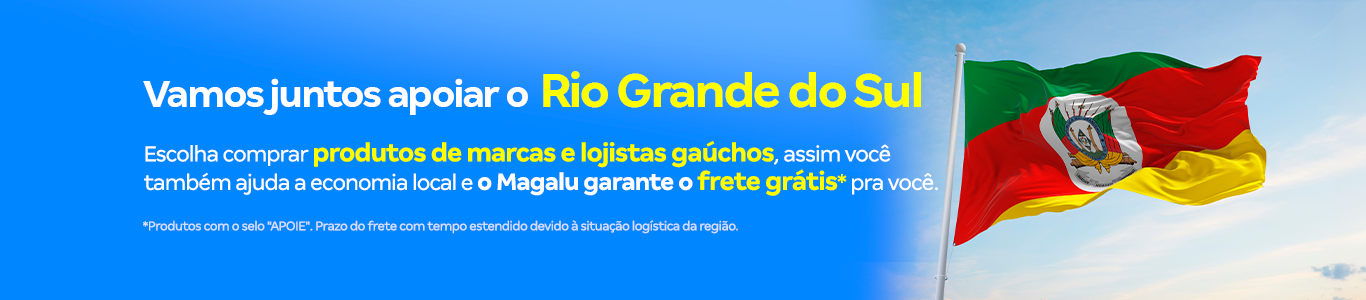 Vamos juntos apoiar o Rio Grande do Sul
Escolha comprar produtos de marcas e lojistas gaúchos, assim você
também ajuda a economia local e o Magalu garante o frete grátis* pra você.
*Produtos com o selo "APOIE". Prazo do frete com tempo estendido devido à situação logística da região.